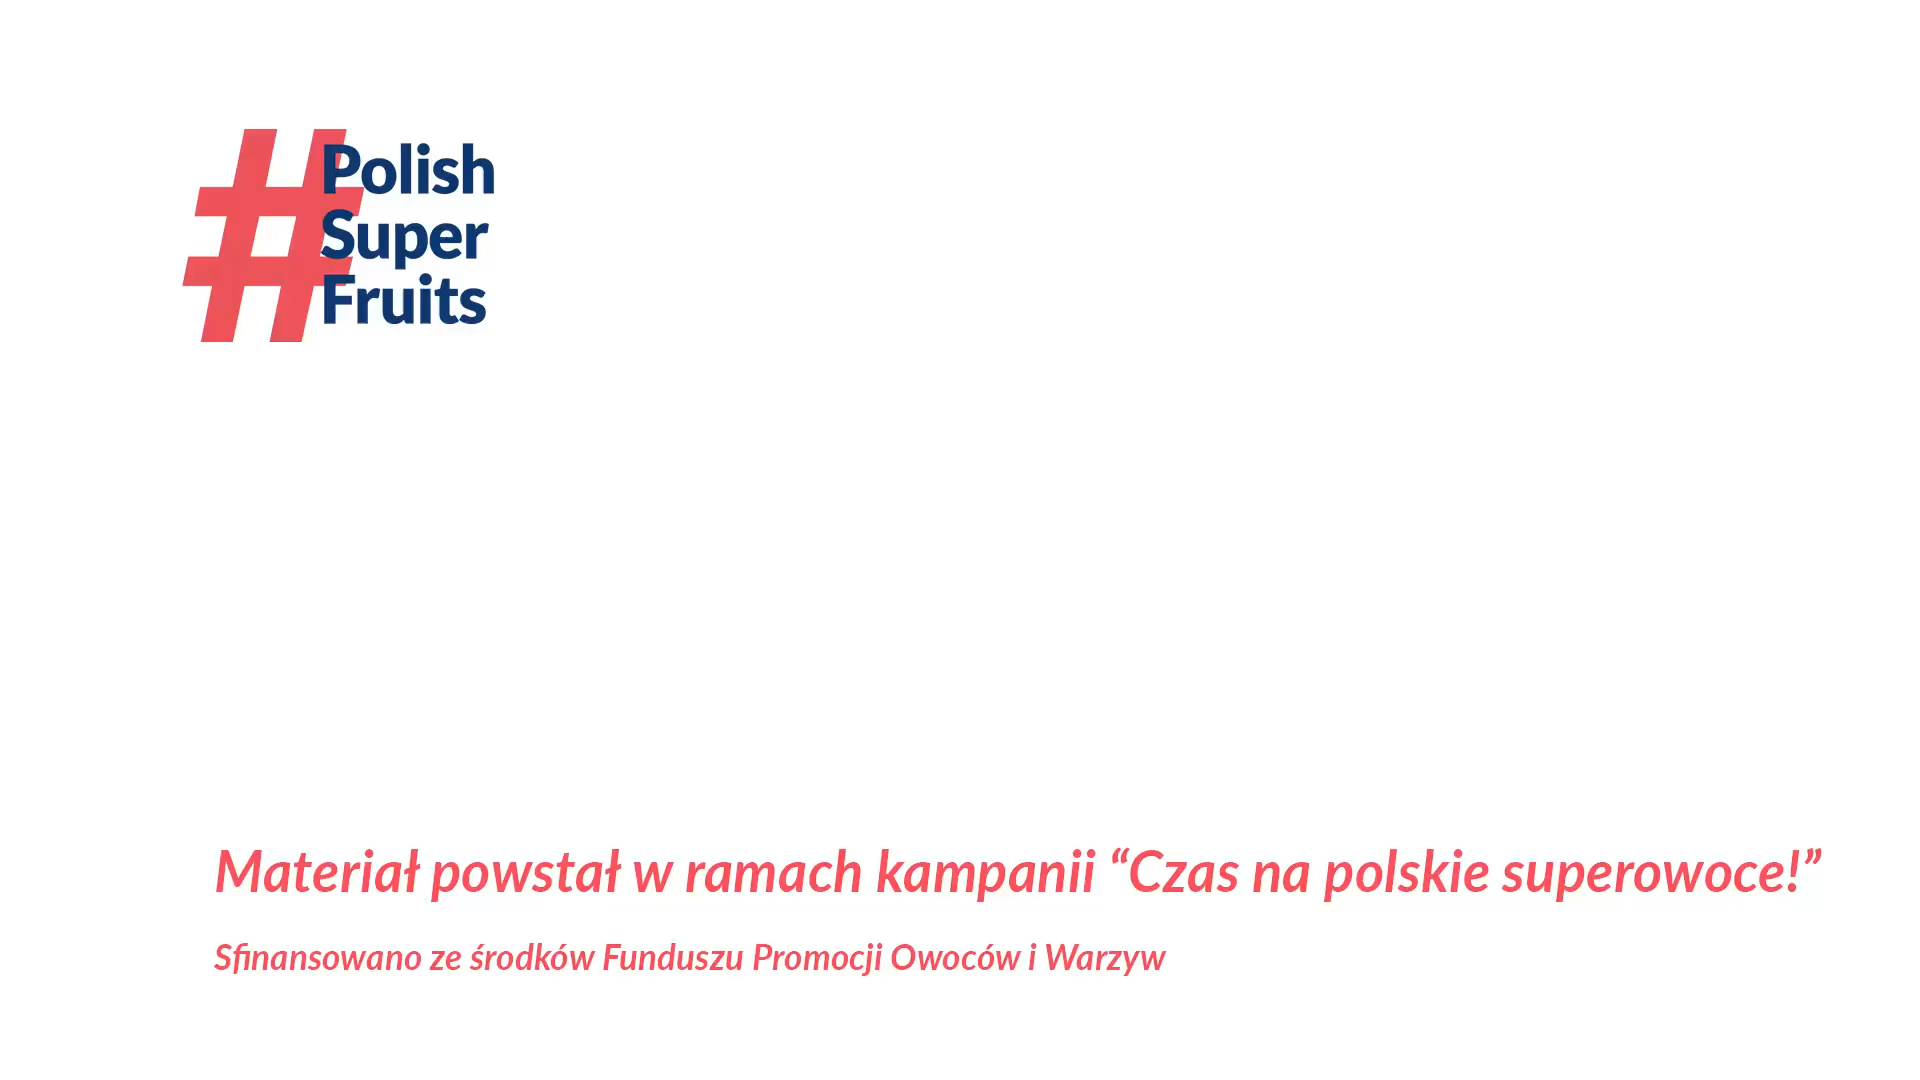 #Polish
Super
Fruits
Materiał powstał w ramach kampanii “Czas na polskie superowoce!”
Sfinansowano ze środków Funduszu Promocji Owoców i Warzyw